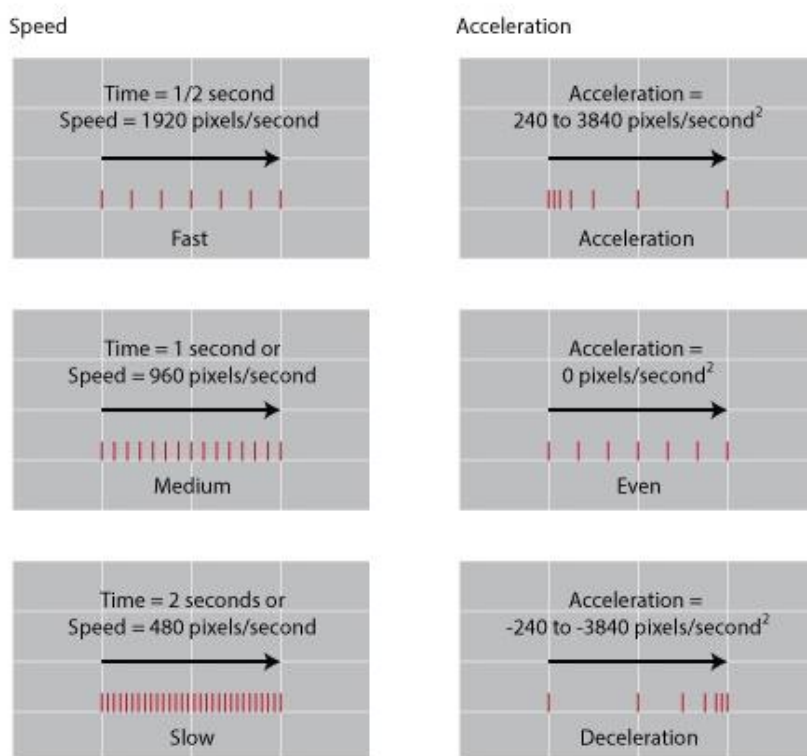 Speed
Time = 1/2 second
Speed = 1920 pixels/second
Fast
Time = 1 second or
Speed = 960 pixels/second
Medium
Time = 2 seconds or
Speed = 480 pixels/second
Slow
Acceleration
Acceleration =
240 to 3840 pixels/second²
Acceleration
Acceleration =
0 pixels/second²
Even
Acceleration =
-240 to -3840 pixels/second²
Deceleration